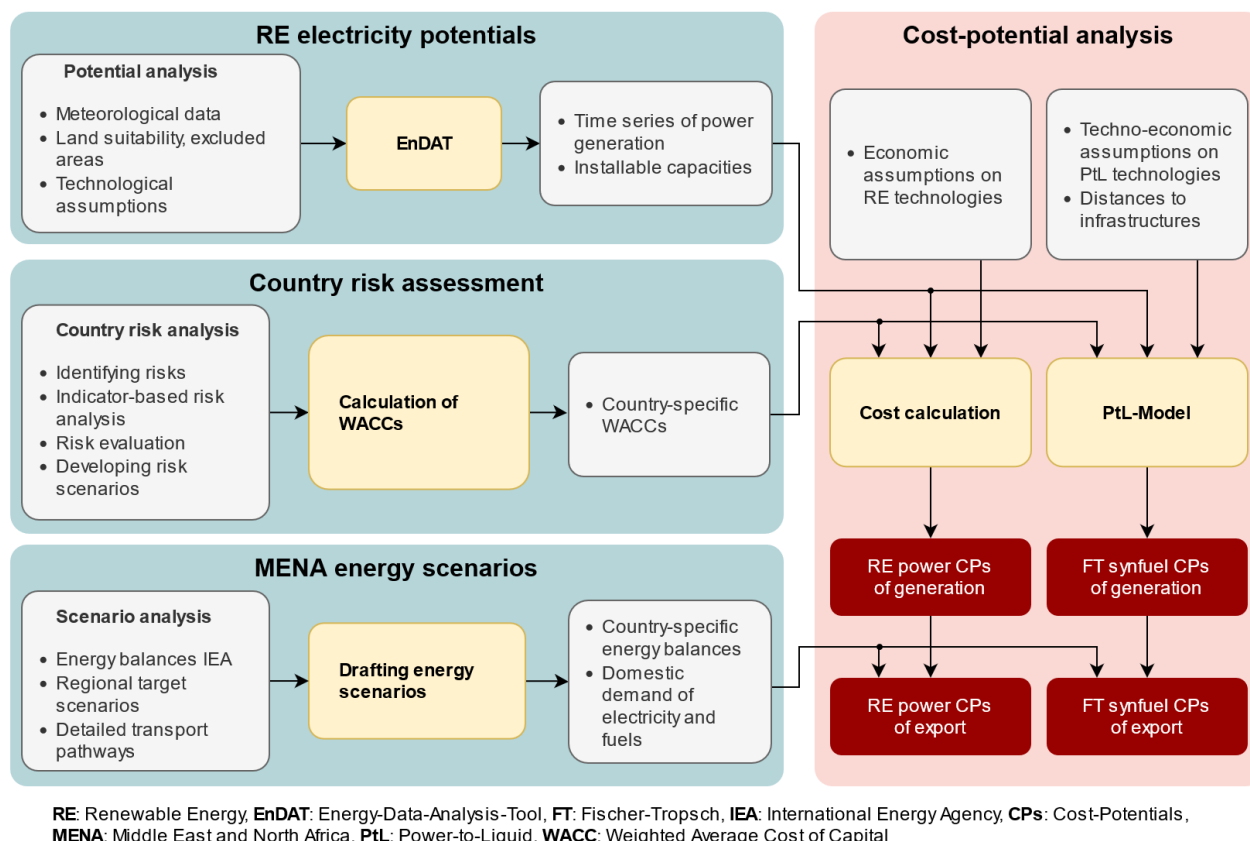 RE electricity potentials
Potential analysis
Meteorological data
Land suitability, excluded
areas
Technological
assumptions
EnDAT
Time series of power
generation
Installable capacities
Country risk assessment
Country risk analysis
Identifying risks
Indicator-based risk
analysis
Risk evaluation
Developing risk
scenarios
Calculation of
WACCs
Country-specific
WACCs
MENA energy scenarios
Scenario analysis
Energy balances IEA
Regional target
scenarios
Detailed transport
pathways
Drafting energy
scenarios
Country-specific
energy balances
Domestic
demand of
electricity and
fuels
Cost-potential analysis
Economic
assumptions on
RE technologies
Techno-economic
assumptions on
PtL technologies
Distances to
infrastructures
Cost calculation
PtL-Model
RE power CPs
of generation
FT synfuel CPs
of generation
RE power CPs
of export
FT synfuel CPs
of export
RE: Renewable Energy, EnDAT: Energy-Data-Analysis-Tool, FT: Fischer-Tropsch, IEA: International Energy Agency, CPs: Cost-Potentials,
MENA: Middle East and North Africa, PtL: Power-to-Liquid, WACC: Weighted Average Cost of Capital